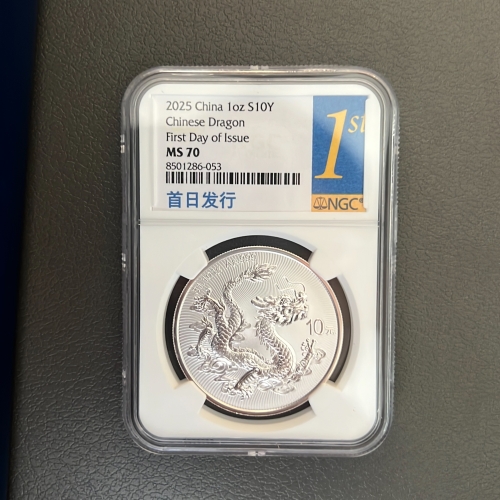 2025 China 1oz S10Y
Chinese Dragon
First Day of Issue
MS 70
8501286-053
首日发行
1st
NGC®
10元